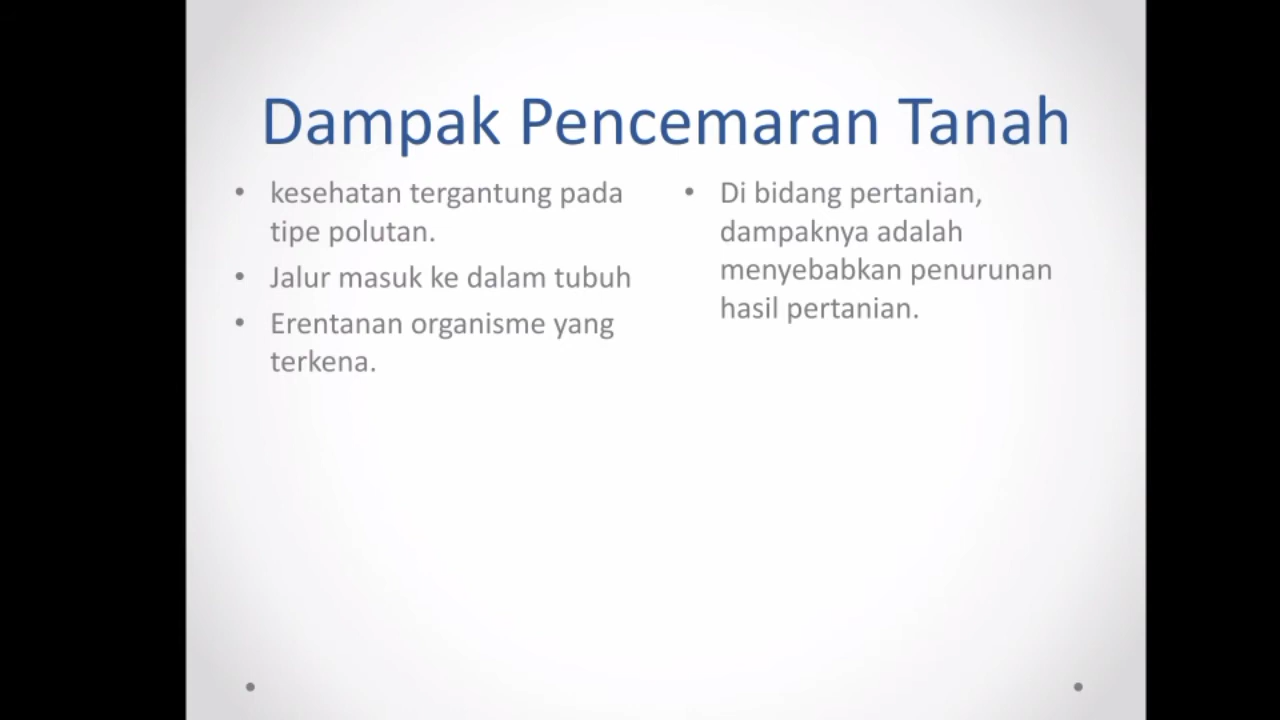 Dampak Pencemaran Tanah
• kesehatan tergantung pada
tipe polutan.
• Jalur masuk ke dalam tubuh
• Erentanan organisme yang
terkena.
• Di bidang pertanian,
dampaknya adalah
menyebabkan penurunan
hasil pertanian.